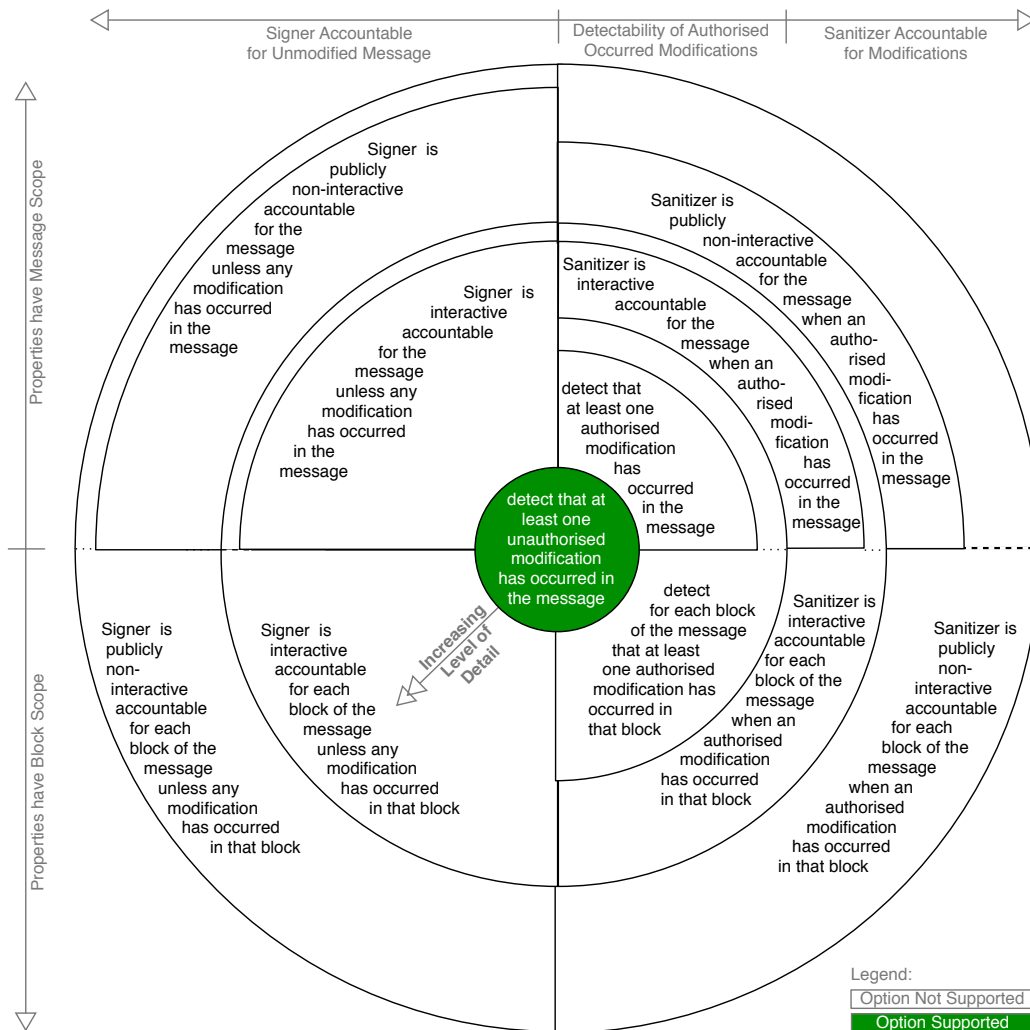 Signer Accountable
for Unmodified Message
Detectability of Authorised
Occurred Modifications
Sanitizer Accountable
for Modifications
Properties have Message Scope
Properties have Block Scope
Signer is
publicly
non-interactive
accountable
for the
message
unless any
modification
has occurred
in the
message
Signer is
interactive
accountable
for the
message
unless any
modification
has occurred
in the
message
Sanitizer is
publicly
non-interactive
accountable
for the
message
when an
autho-
rised
modi-
fication
has
occurred
in the message
Sanitizer is
interactive
accountable
for the
message
when an
autho-
rised
modi-
fication
has
occurred
in the
message
detect that
at least one
authorised
modification
has
occurred
in the
message
detect that at
least one
unauthorised
modification
has occurred in
the message
Increasing
Level of
Detail
Signer is
publicly
non-
interactive
accountable
for each
block of the
message
unless any
modification
has occurred
in that block
Signer is
interactive
accountable
for each
block of the
message
unless any
modification
has occurred
in that block
detect
for each block
of the message
that at least
one authorised
modification has
occurred in
that block
Sanitizer is
interactive
accountable
for each
block of the
message
when an
authorised
modification
has occurred
in that block
Sanitizer is
publicly
non-
interactive
accountable
for each
block of the
message
when an
authorised
modification
has occurred
in that block
Legend:
Option Not Supported
Option Supported